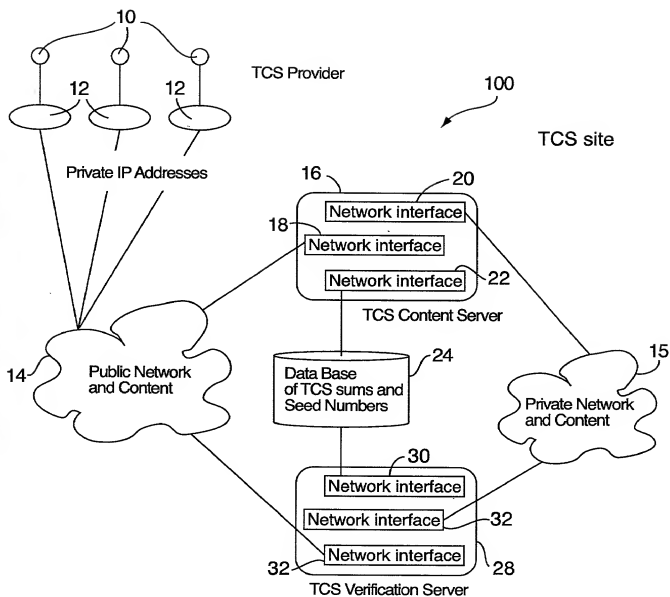 10
TCS Provider
12
12
100
TCS site
Private IP Addresses
16
20
Network interface
18
Network interface
Network interface
22
TCS Content Server
14
Public Network
and Content
24
Data Base
of TCS sums and
Seed Numbers
15
Private Network
and Content
30
Network interface
Network interface
32
Network interface
32
28
TCS Verification Server